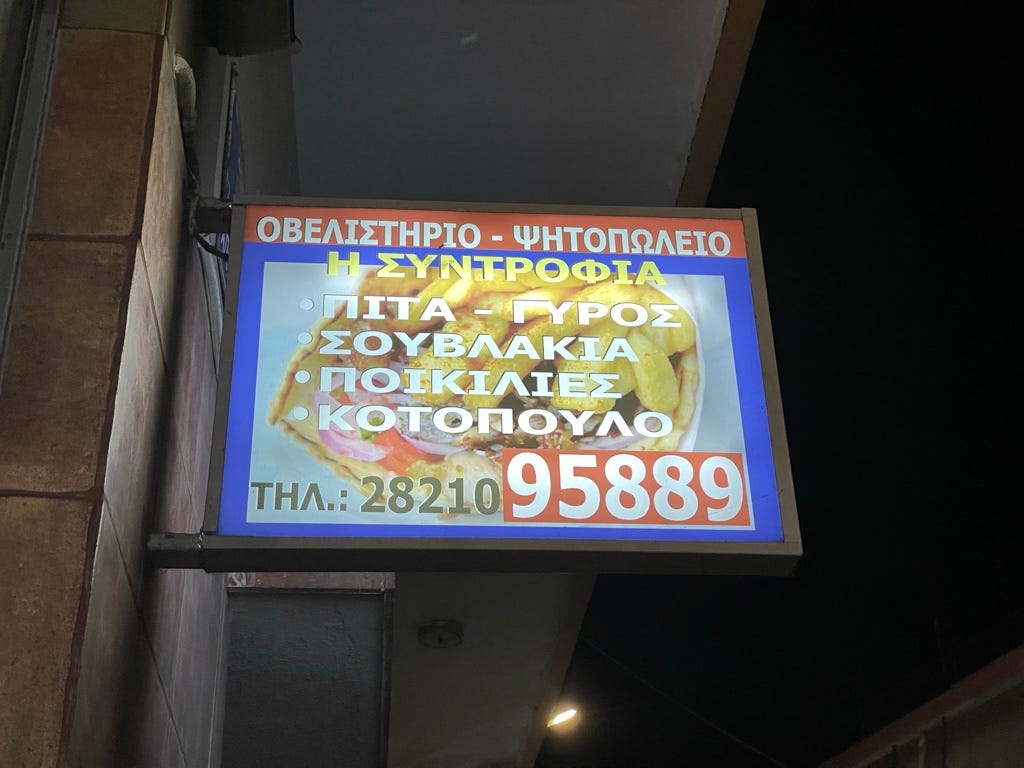 ΟΒΕΛΙΣΤΗΡΙΟ - ΨΗΤΟΠΩΛΕΙΟ
Η ΣΥΝΤΡΟΦΙΑ
• ΠΙΤΑ - ΓΥΡΟΣ
• ΣΟΥΒΛΑΚΙΑ
• ΠΟΙΚΙΛΙΕΣ
• ΚΟΤΟΠΟΥΛΟ
ΤΗΛ.: 28210 95889